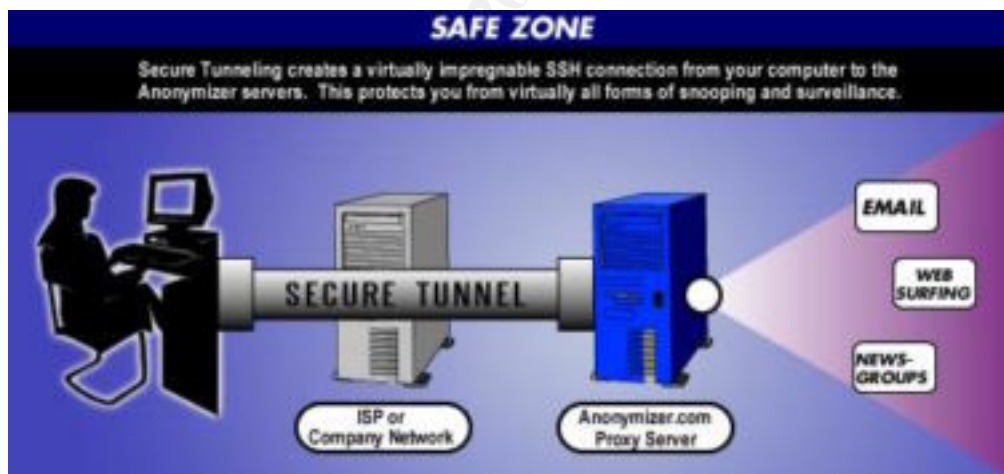 SAFE ZONE
Secure Tunneling creates a virtually impregnable SSH connection from your computer to the
Anonymizer servers. This protects you from virtually all forms of snooping and surveillance.
SECURE TUNNEL
EMAIL
WEB
SURFING
NEWS-
GROUPS
ISP or
Company Network
Anonymizer.com
Proxy Server